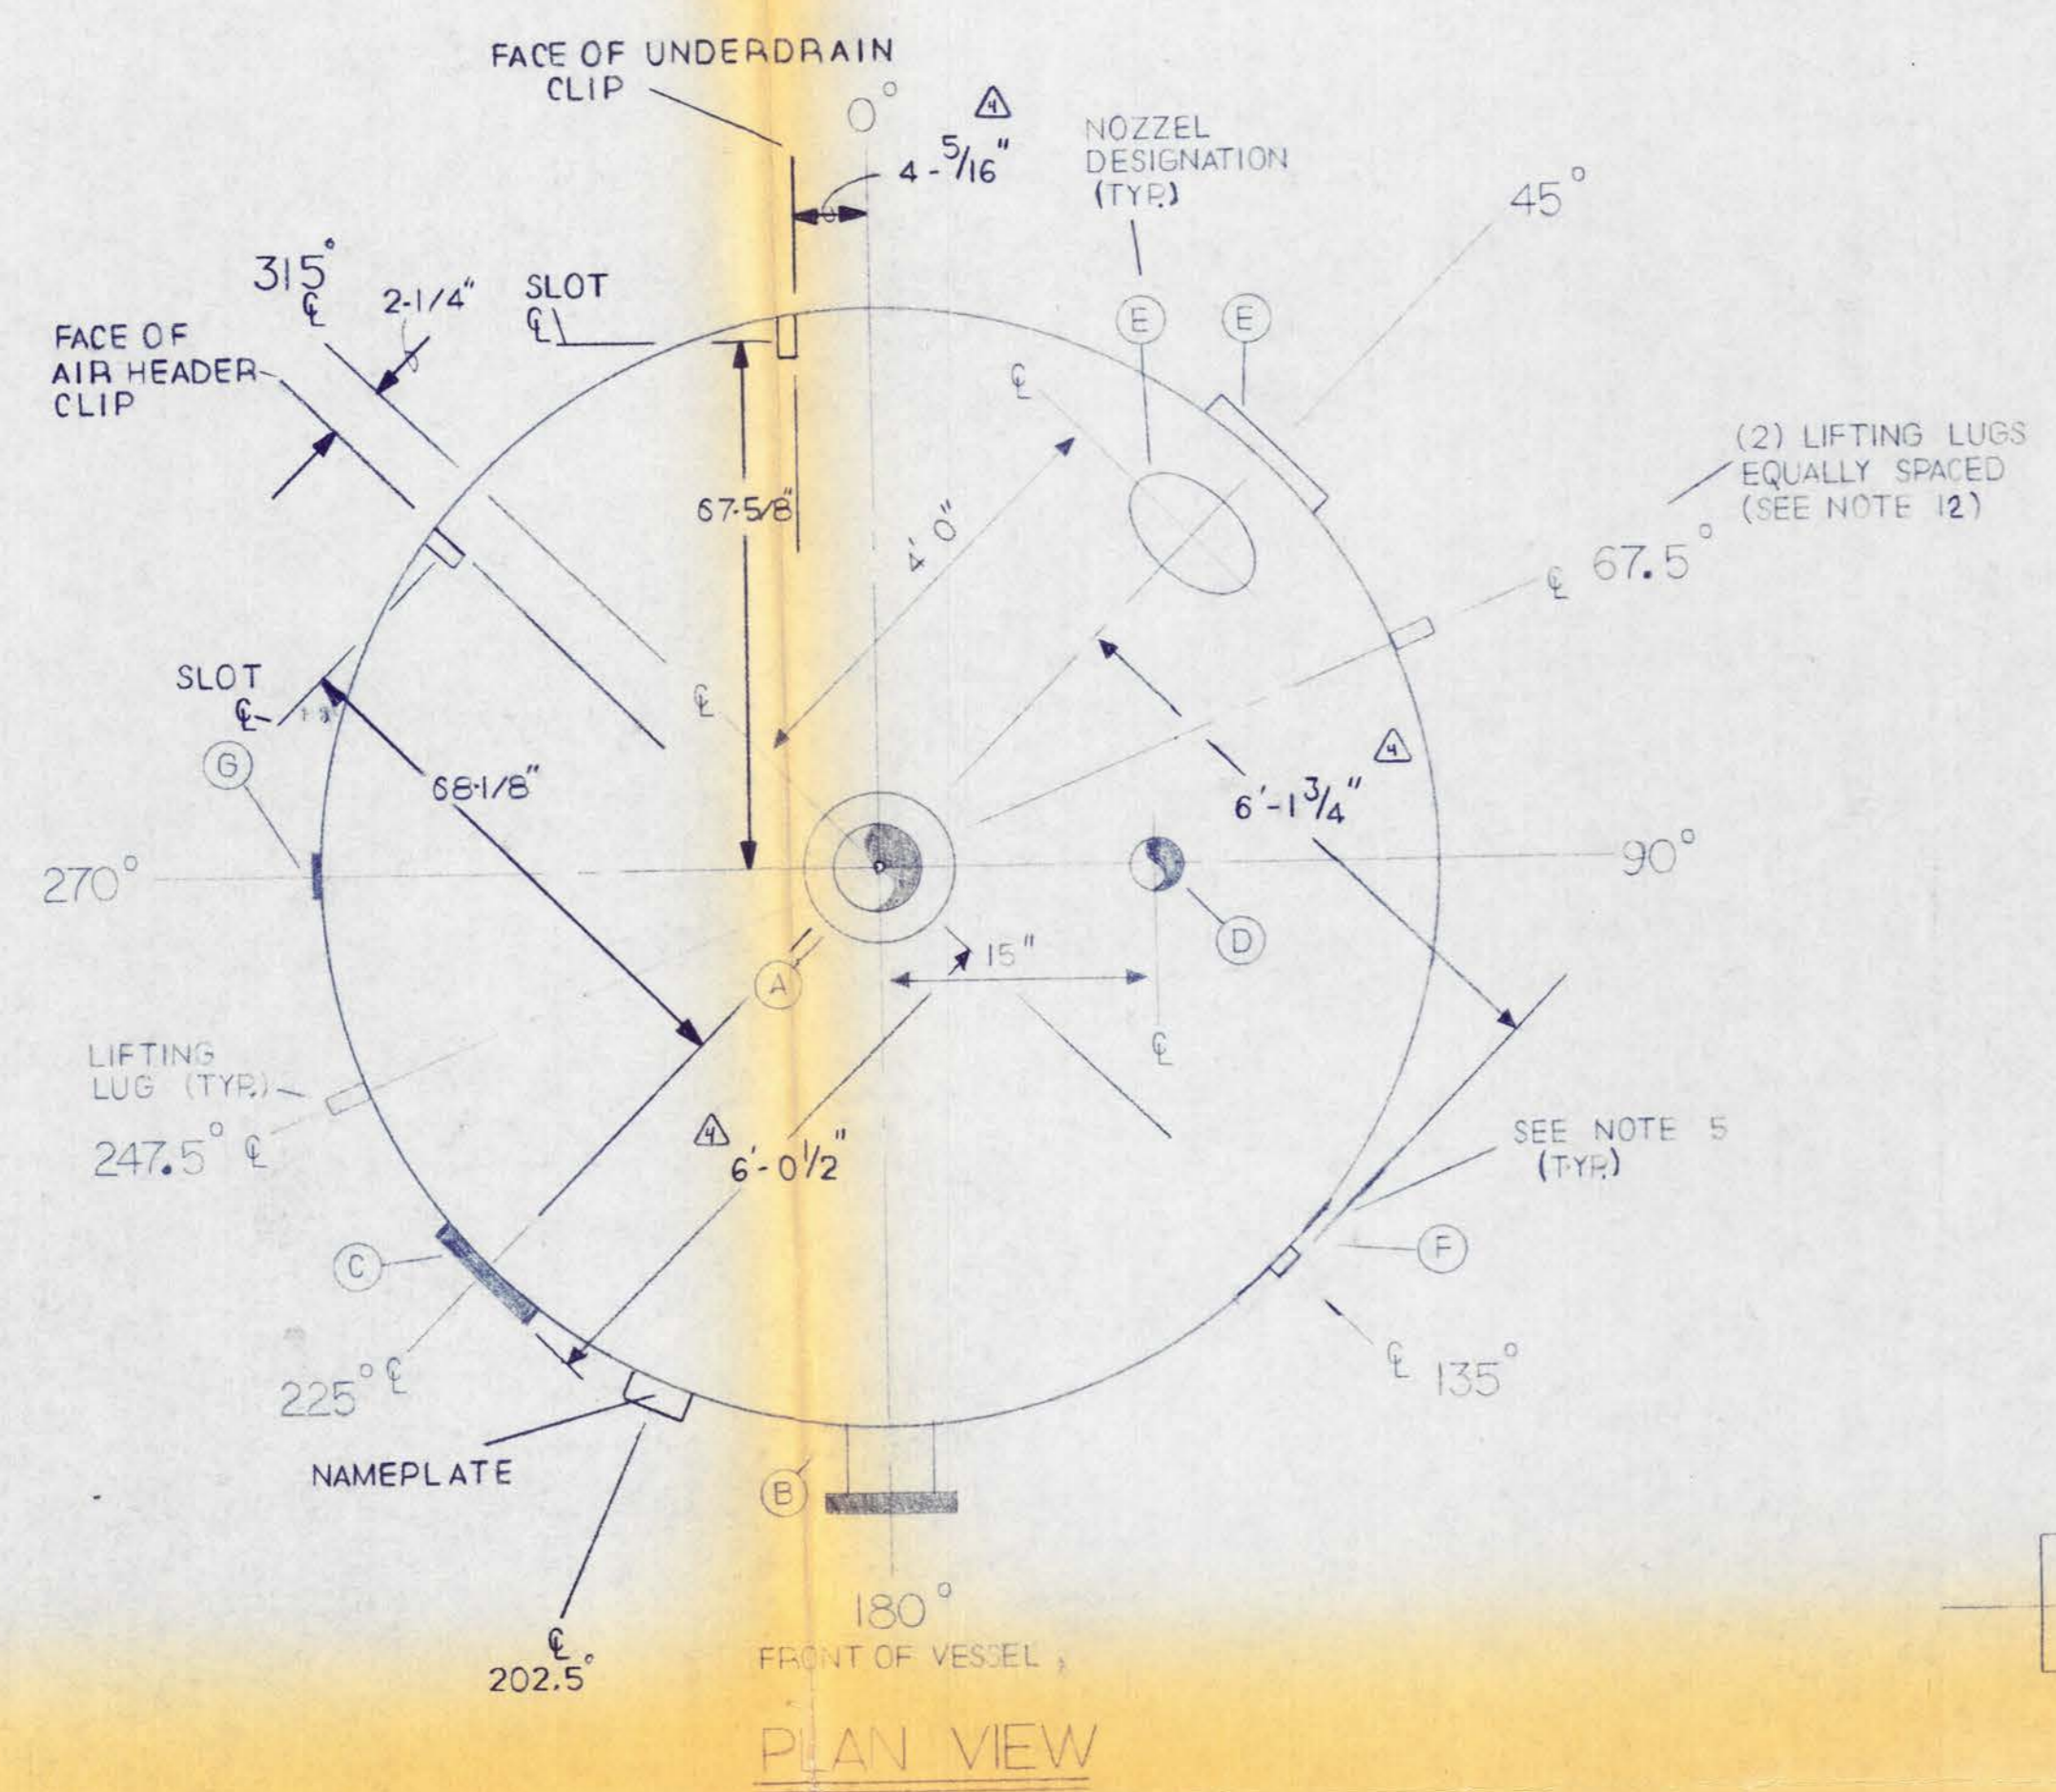 FACE OF UNDERDRAIN
CLIP
0°
4
4-5/16"
NOZZEL
DESIGNATION
(TYP.)
45°
315°
℄
2-1/4"
SLOT
℄
FACE OF
AIR HEADER
CLIP
E
E
℄
(2) LIFTING LUGS
EQUALLY SPACED
(SEE NOTE 12)
67-5/8"
4'0"
℄ 67.5°
SLOT
℄
℄
G
68-1/8"
4
6'-1 3/4"
270°
90°
D
A
15"
℄
LIFTING
LUG (TYP.)
247.5° ℄
4
6'-0 1/2"
SEE NOTE 5
(TYP.)
C
F
225° ℄
℄ 135°
NAMEPLATE
B
180°
FRONT OF VESSEL
℄
202.5°
PLAN VIEW